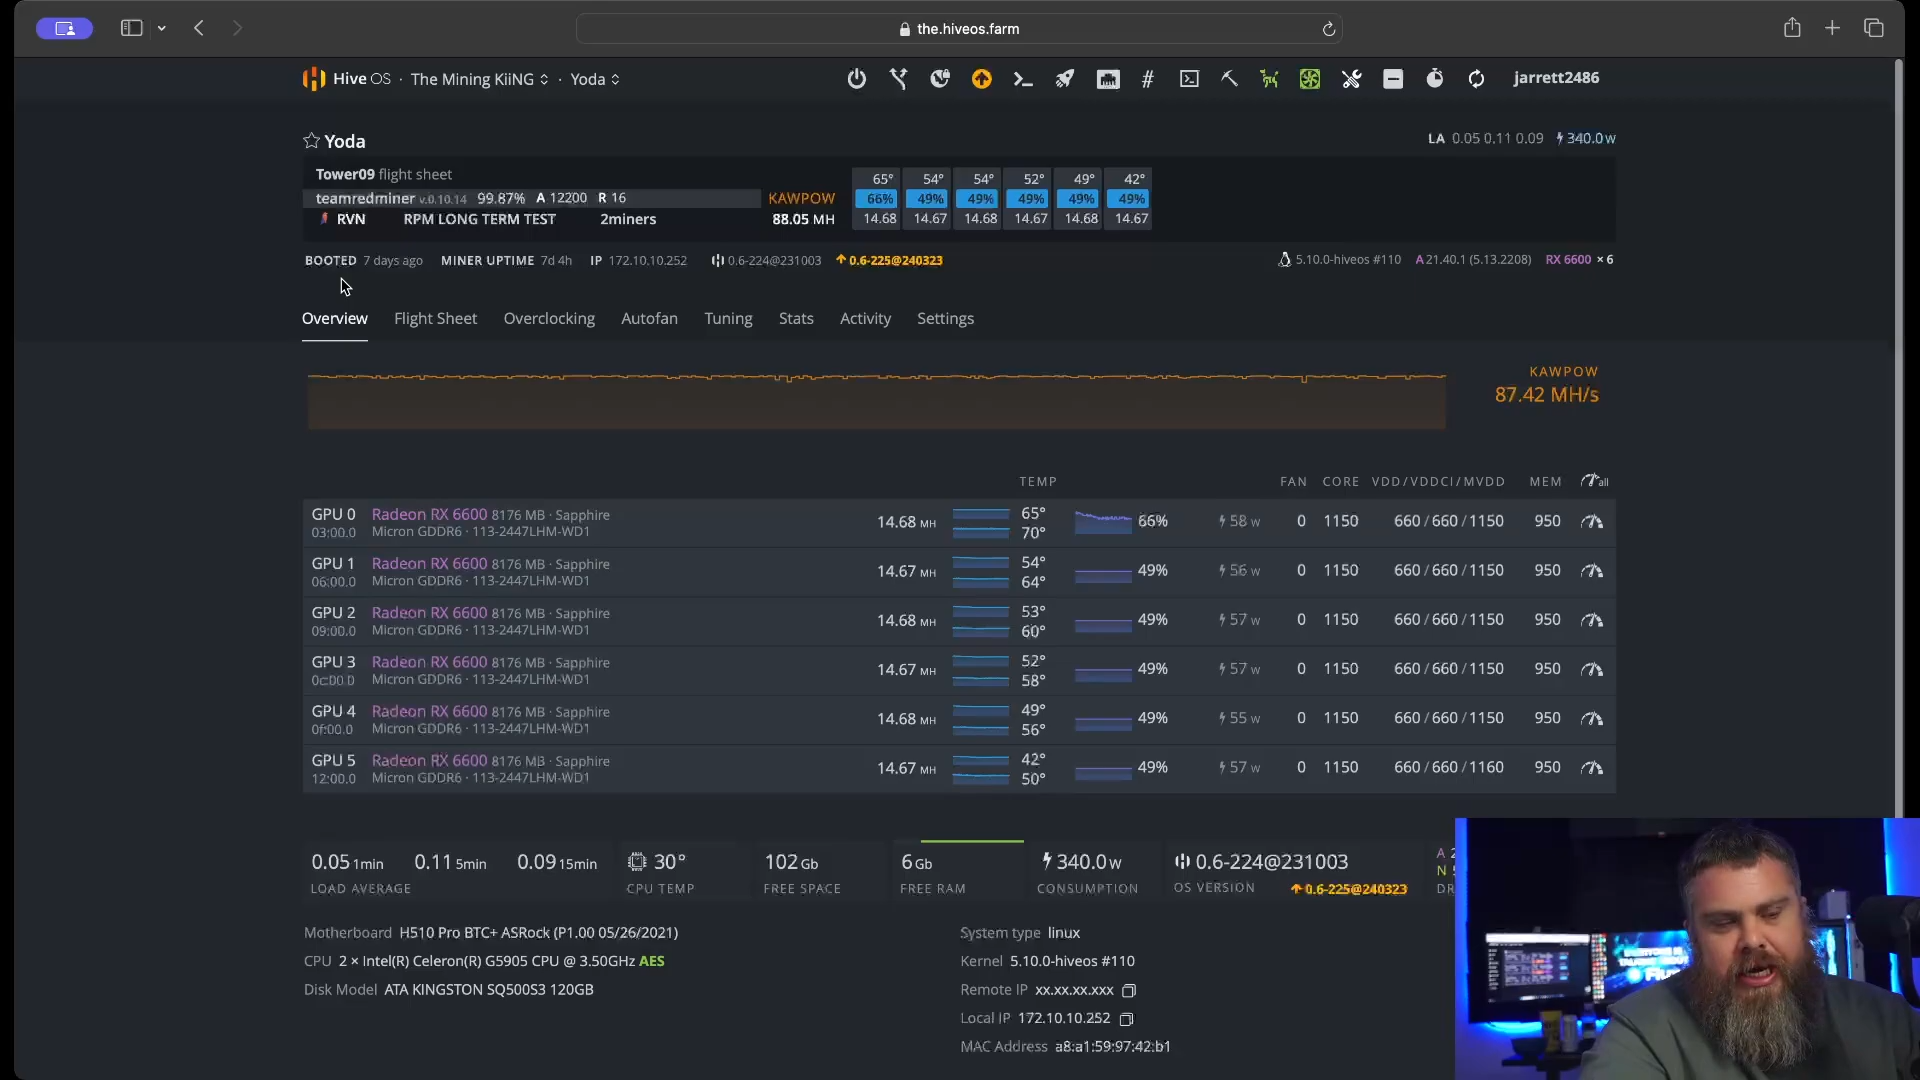 the.hiveos.farm
Hive OS · The Mining KiiNG · Yoda
jarrett2486
Yoda
LA 0.05 0.11 0.09 340.0 W
Tower09 flight sheet
teamredminer v.0.10.14 99.87% A 12200 R 16 KAWPOW
RVN RPM LONG TERM TEST 2miners 88.05 MH
65° 54° 54° 52° 49° 42°
66% 49% 49% 49% 49% 49%
14.68 14.67 14.68 14.67 14.68 14.67
BOOTED 7 days ago MINER UPTIME 7d 4h IP 172.10.10.252 0.6-224@231003 0.6-225@240323
5.10.0-hiveos #110 A 21.40.1 (5.13.2208) RX 6600 × 6
Overview Flight Sheet Overclocking Autofan Tuning Stats Activity Settings
KAWPOW
87.42 MH/s
TEMP FAN CORE VDD/VDDCI/MVDD MEM all
GPU 0 Radeon RX 6600 8176 MB · Sapphire
03:00.0 Micron GDDR6 · 113-2447LHM-WD1
14.68 MH 65° 70° 66% 58 W 0 1150 660/660/1150 950
GPU 1 Radeon RX 6600 8176 MB · Sapphire
06:00.0 Micron GDDR6 · 113-2447LHM-WD1
14.67 MH 54° 64° 49% 56 W 0 1150 660/660/1150 950
GPU 2 Radeon RX 6600 8176 MB · Sapphire
09:00.0 Micron GDDR6 · 113-2447LHM-WD1
14.68 MH 53° 60° 49% 57 W 0 1150 660/660/1150 950
GPU 3 Radeon RX 6600 8176 MB · Sapphire
0c:00.0 Micron GDDR6 · 113-2447LHM-WD1
14.67 MH 52° 58° 49% 57 W 0 1150 660/660/1150 950
GPU 4 Radeon RX 6600 8176 MB · Sapphire
0f:00.0 Micron GDDR6 · 113-2447LHM-WD1
14.68 MH 49° 56° 49% 55 W 0 1150 660/660/1150 950
GPU 5 Radeon RX 6600 8176 MB · Sapphire
12:00.0 Micron GDDR6 · 113-2447LHM-WD1
14.67 MH 42° 50° 49% 57 W 0 1150 660/660/1160 950
0.05 1min 0.11 5min 0.09 15min 30° 102 Gb 6 Gb 340.0 W 0.6-224@231003
LOAD AVERAGE CPU TEMP FREE SPACE FREE RAM CONSUMPTION OS VERSION 0.6-225@240323
Motherboard H510 Pro BTC+ ASRock (P1.00 05/26/2021)
CPU 2 × Intel(R) Celeron(R) G5905 CPU @ 3.50GHz AES
Disk Model ATA KINGSTON SQ500S3 120GB
System type linux
Kernel 5.10.0-hiveos #110
Remote IP xx.xx.xx.xxx
Local IP 172.10.10.252
MAC Address a8:a1:59:97:42:b1